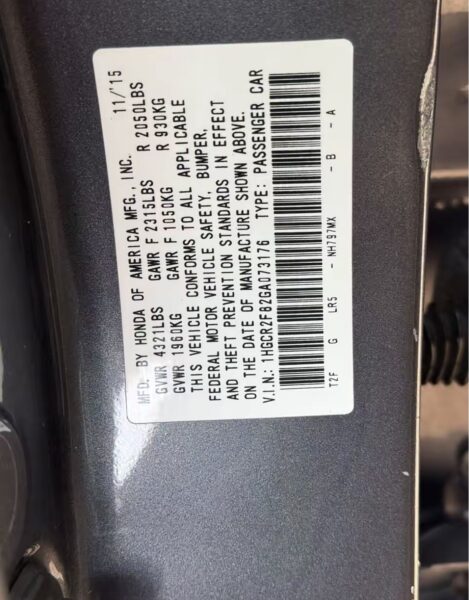 MFD. BY HONDA OF AMERICA MFG., INC. 11/'15
GVWR 4321LBS GAWR F 2315LBS R 2050LBS
GVWR 1960KG GAWR F 1050KG R 930KG
THIS VEHICLE CONFORMS TO ALL APPLICABLE
FEDERAL MOTOR VEHICLE SAFETY, BUMPER,
AND THEFT PREVENTION STANDARDS IN EFFECT
ON THE DATE OF MANUFACTURE SHOWN ABOVE.
V.I.N.: 1HGCR2F82GA073176 TYPE: PASSENGER CAR
T2F G LR5 - NH797MX - B - A